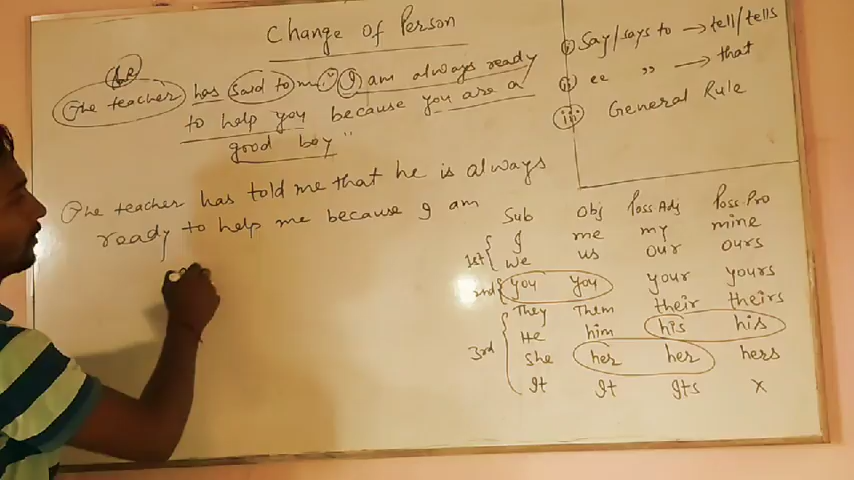 Change of Person
The teacher has said to me, "I am always ready
to help you because you are a
good boy"
The teacher has told me that he is always
ready to help me because I am
(i) Say/says to → tell/tells
(ii) ee " → that
(iii) General Rule
Sub Obj Poss.Adj Poss.Pro
1st { I me my mine
We us our ours
2nd { you you your yours
3rd { They Them their theirs
He him his his
She her her hers
It It Its X